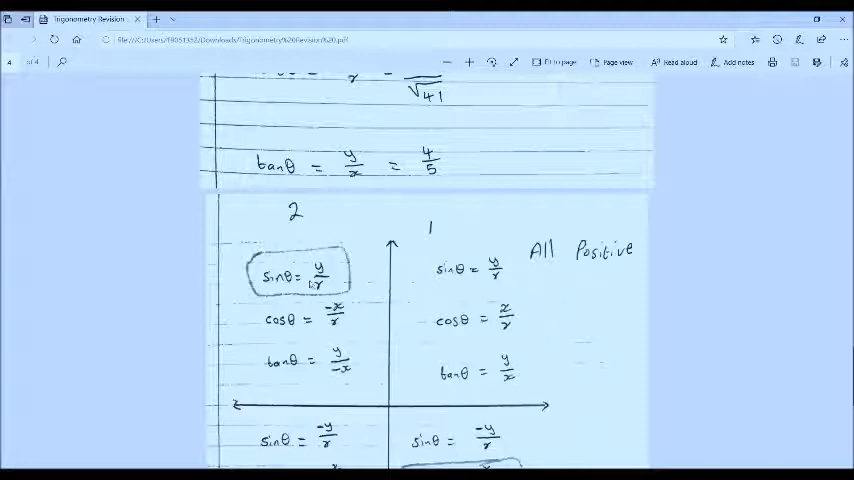 Trigonometry Revision
file:///C:/Users/19051352/Downloads/Trigonometry%20Revision%20.pdf
4 of 4
Fit to page
Page view
Read aloud
Add notes
√41
tanθ = y/x = 4/5
2
1
All Positive
sinθ = y/r
sinθ = y/r
cosθ = -x/r
cosθ = x/r
tanθ = y/-x
tanθ = y/x
sinθ = -y/r
sinθ = -y/r